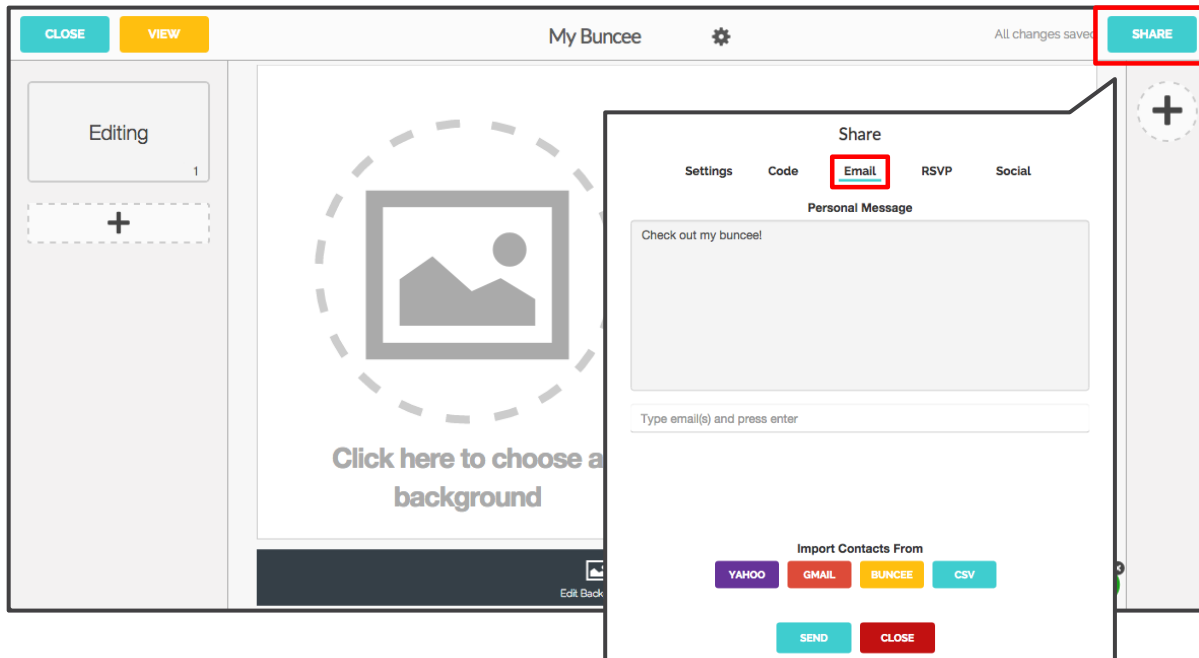 CLOSE
VIEW
My Buncee
All changes saved
SHARE
Editing
1
Click here to choose a
background
Edit Back
Share
Settings Code Email RSVP Social
Personal Message
Check out my buncee!
Type email(s) and press enter
Import Contacts From
YAHOO GMAIL BUNCEE CSV
SEND CLOSE